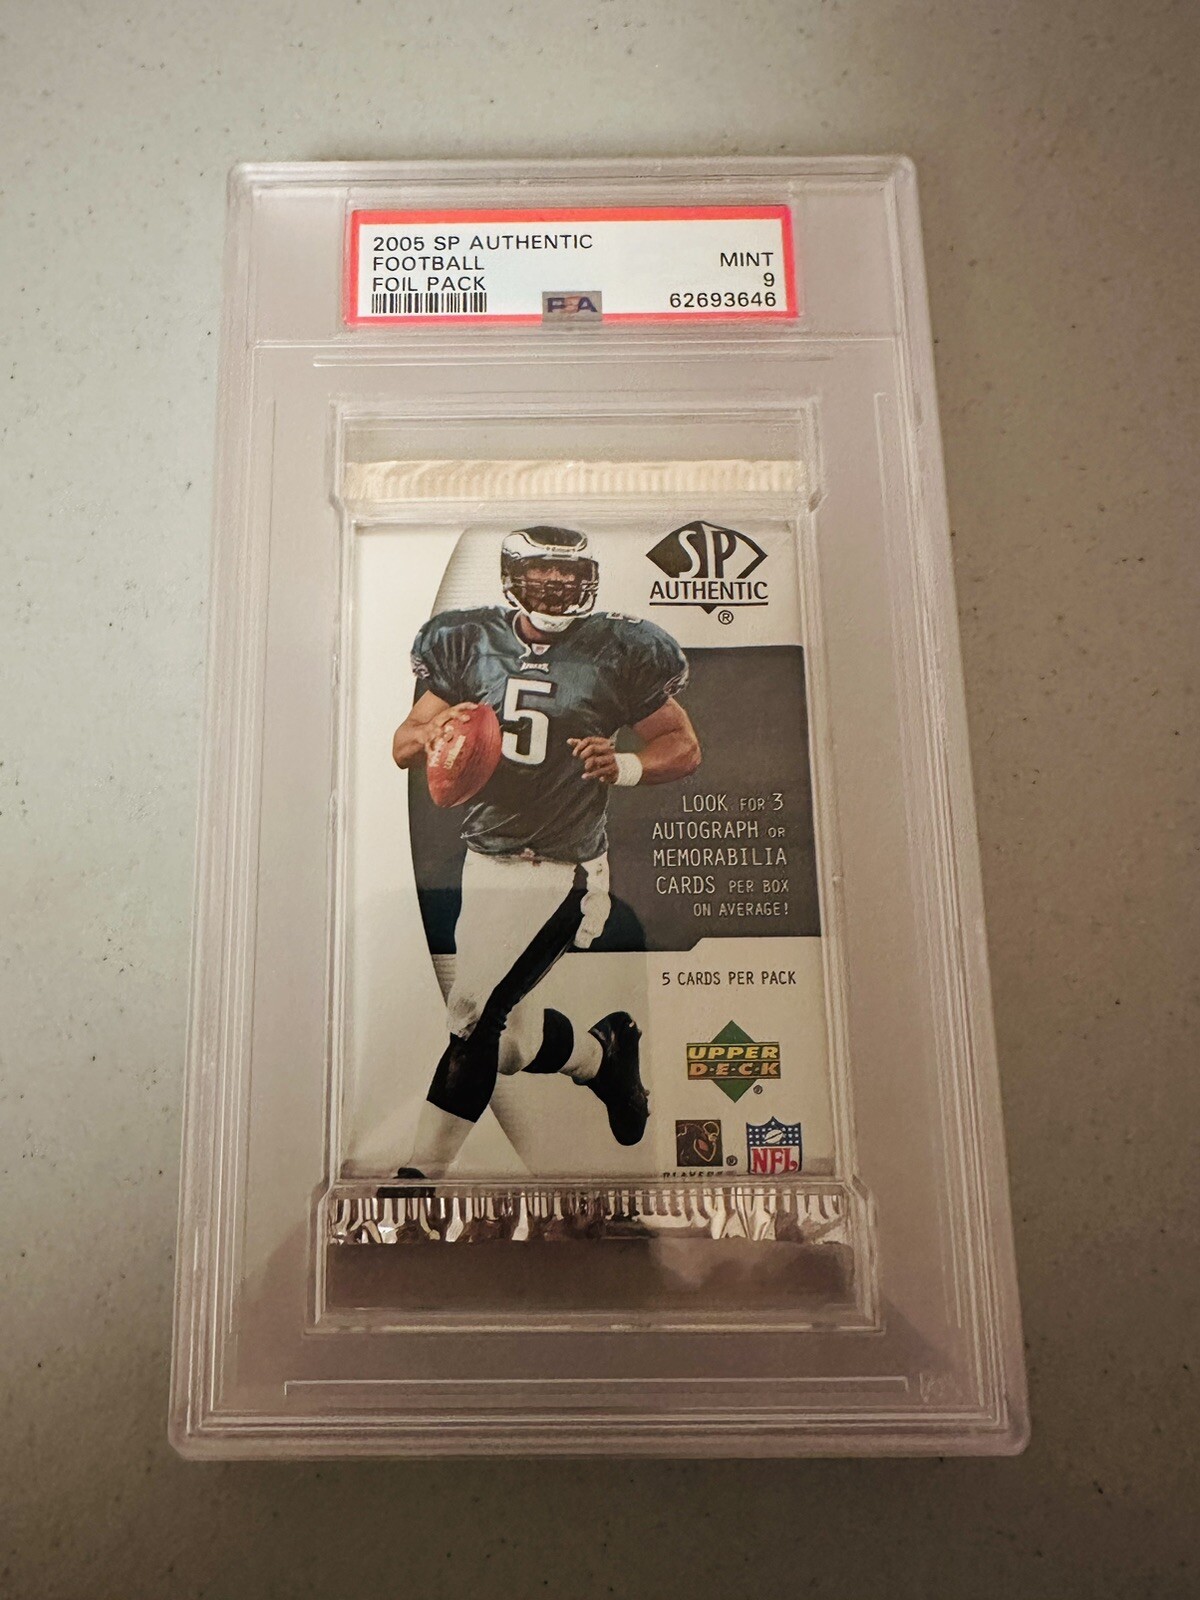 2005 SP AUTHENTIC
FOOTBALL
FOIL PACK
MINT
9
62693646
PSA
SP
AUTHENTIC
®
5
LOOK FOR 3
AUTOGRAPH OR
MEMORABILIA
CARDS PER BOX
ON AVERAGE!
5 CARDS PER PACK
UPPER
D·E·C·K
®
®
NFL
PLAYERS